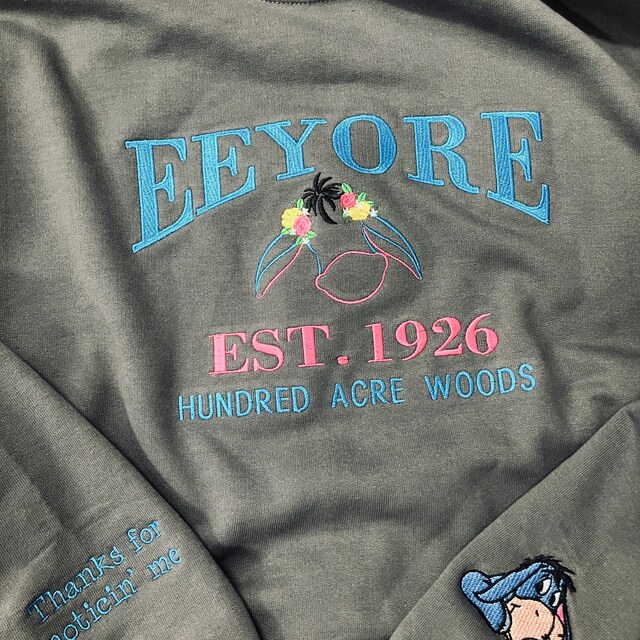 EEYORE
EST. 1926
HUNDRED ACRE WOODS
Thanks for
noticin' me